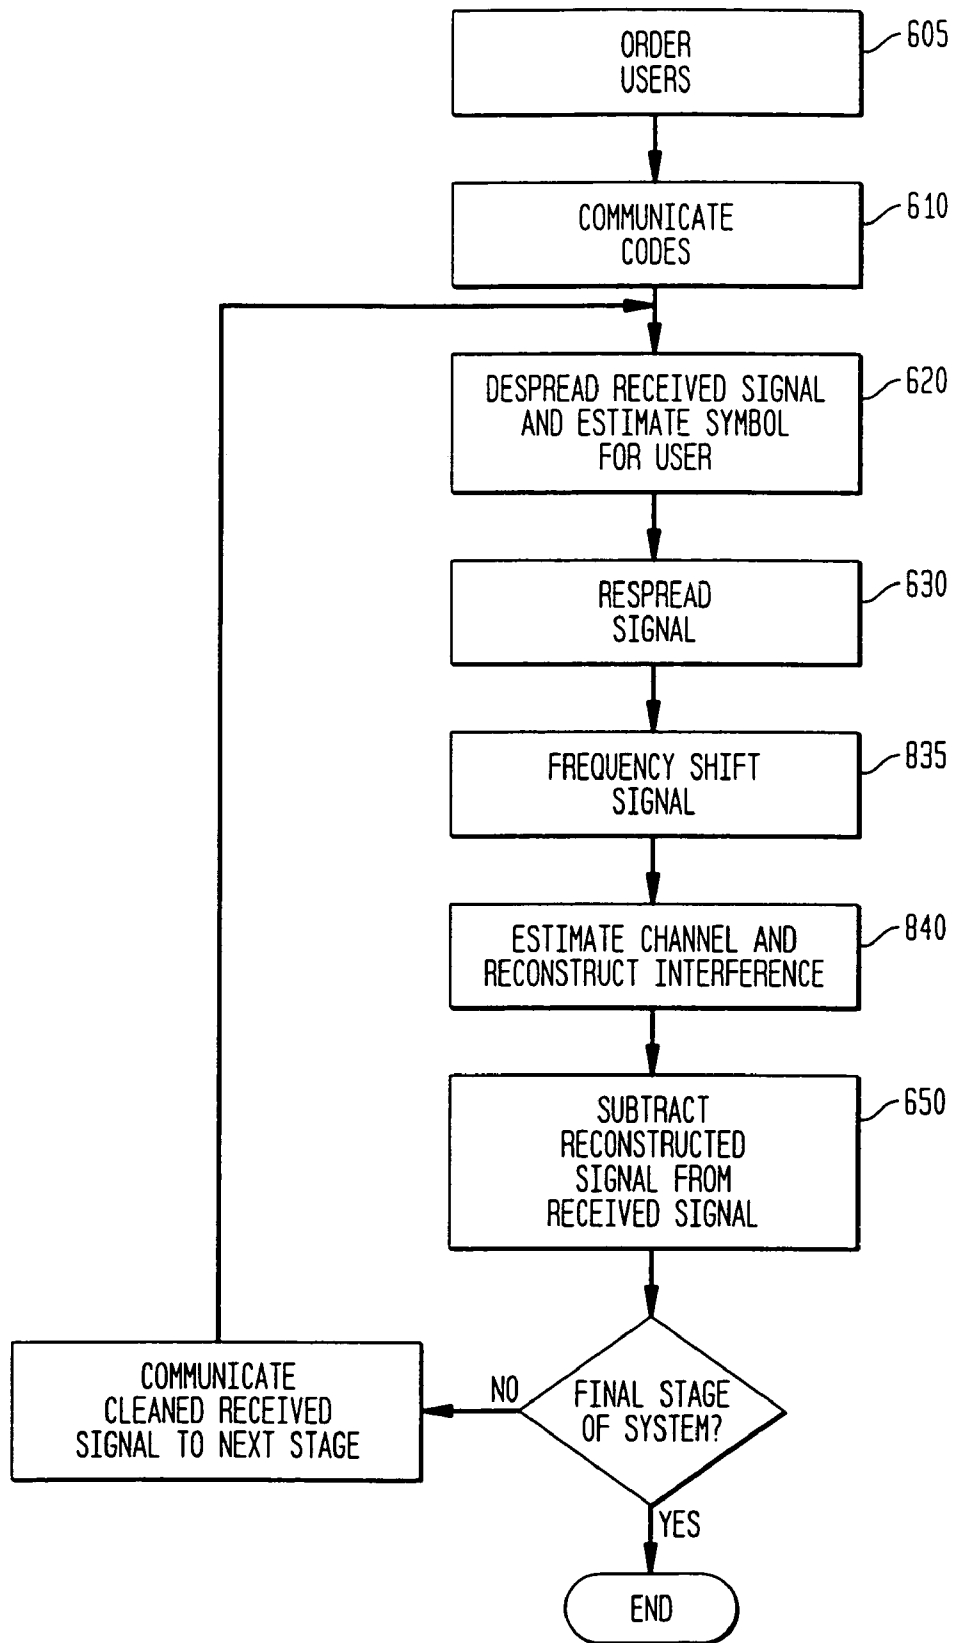 ORDER
USERS
605
COMMUNICATE
CODES
610
DESPREAD RECEIVED SIGNAL
AND ESTIMATE SYMBOL
FOR USER
620
RESPREAD
SIGNAL
630
FREQUENCY SHIFT
SIGNAL
835
ESTIMATE CHANNEL AND
RECONSTRUCT INTERFERENCE
840
SUBTRACT
RECONSTRUCTED
SIGNAL FROM
RECEIVED SIGNAL
650
FINAL STAGE
OF SYSTEM?
NO
COMMUNICATE
CLEANED RECEIVED
SIGNAL TO NEXT STAGE
YES
END